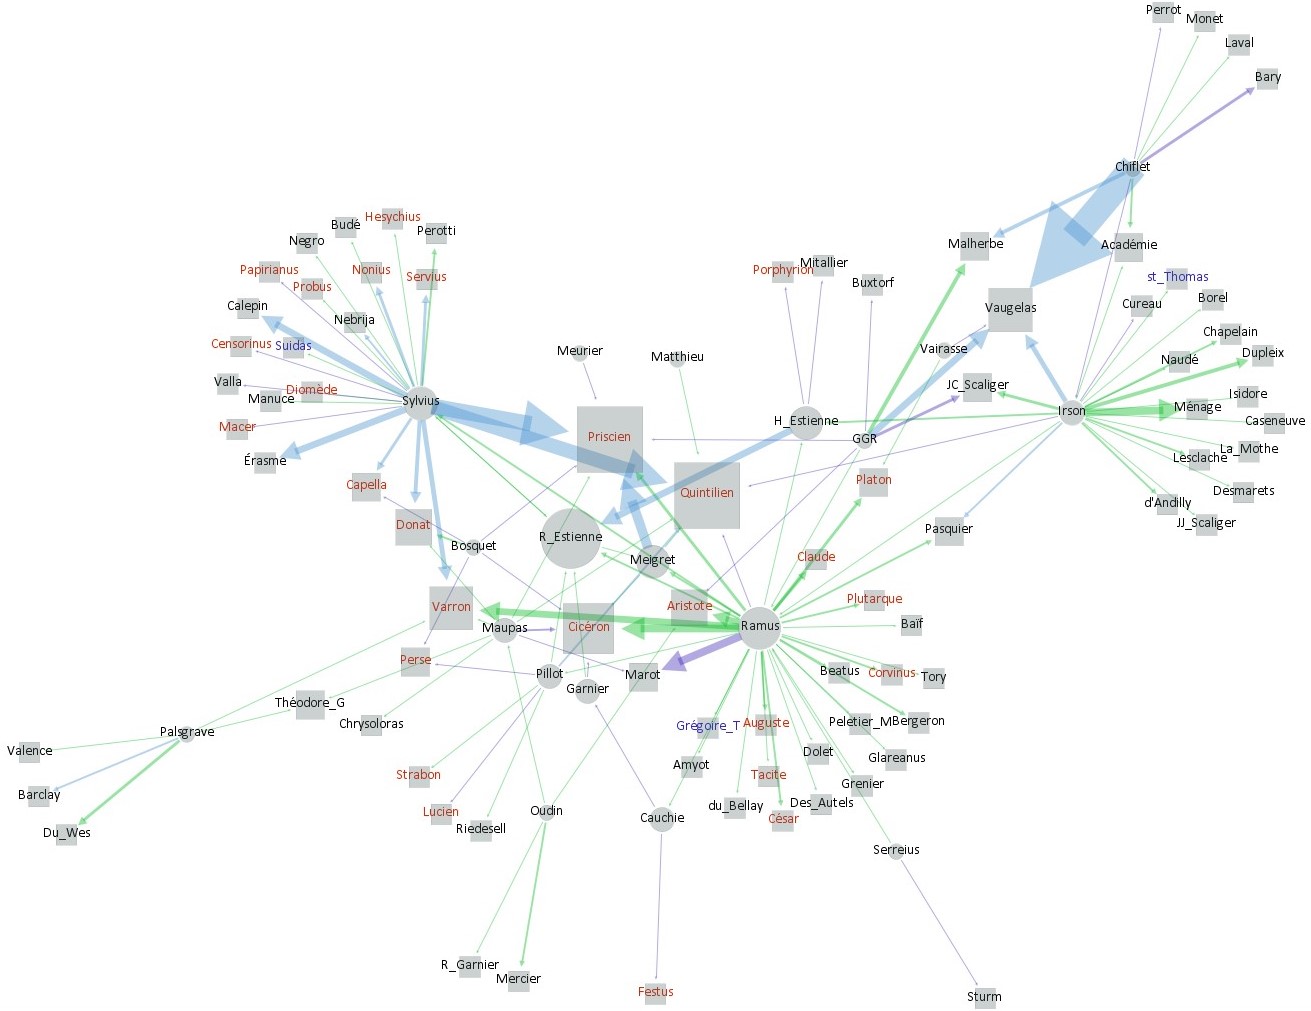 Perrot
Monet
Laval
Bary
Chiflet
Hesychius
Budé
Perotti
Negro
Malherbe
Académie
Papirianus
Nonius
Servius
Porphyrion
Mitallier
Buxtorf
st_Thomas
Probus
Calepin
Nebrija
Vaugelas
Cureau
Borel
Chapelain
Censorinus
Suidas
Meurier
Matthieu
Vairasse
Naudé
Dupleix
Valla
Manuce
Diomède
Sylvius
JC_Scaliger
Irson
Ménage
Isidore
Caseneuve
Macer
Priscien
H_Estienne
GGR
Érasme
La_Mothe
Lesclache
Capella
Quintilien
Platon
Desmarets
d'Andilly
JJ_Scaliger
Donat
R_Estienne
Pasquier
Bosquet
Meigret
Claude
Varron
Aristote
Plutarque
Maupas
Cicéron
Ramus
Baïf
Perse
Pillot
Garnier
Marot
Beatus
Corvinus
Tory
Théodore_G
Chrysoloras
Grégoire_T
Auguste
Peletier_M
Bergeron
Palsgrave
Valence
Dolet
Glareanus
Strabon
Amyot
Tacite
Grenier
Barclay
Lucien
Oudin
du_Bellay
Des_Autels
Riedesell
Cauchie
César
Du_Wes
Serreius
R_Garnier
Mercier
Festus
Sturm